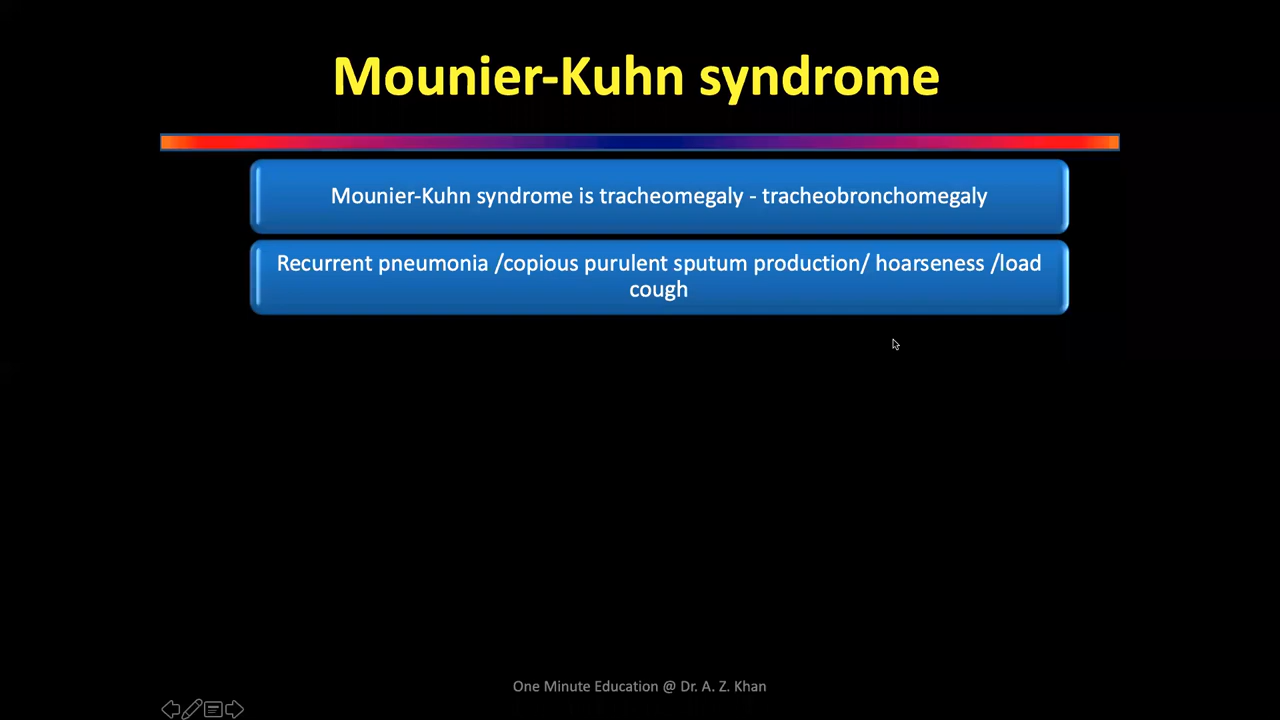 Mounier-Kuhn syndrome
Mounier-Kuhn syndrome is tracheomegaly - tracheobronchomegaly
Recurrent pneumonia /copious purulent sputum production/ hoarseness /load
cough
One Minute Education @ Dr. A. Z. Khan